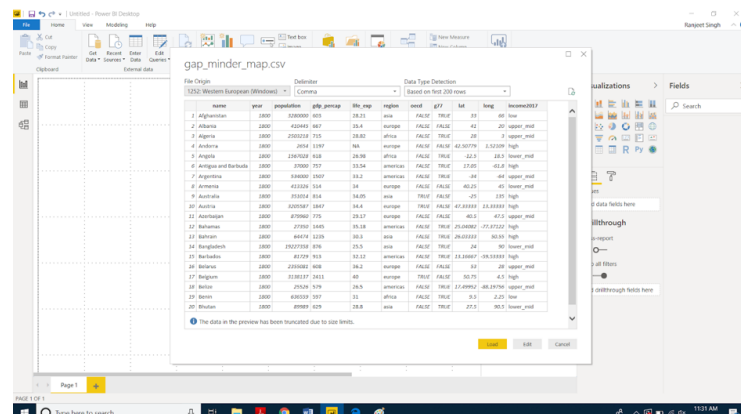 Untitled - Power BI Desktop
File Home View Modeling Help
Ranjeet Singh
Paste
Cut
Copy
Format Painter
Get Data
Recent Sources
Enter Data
Edit Queries
Text box
New Measure
Clipboard
External data
gap_minder_map.csv
File Origin Delimiter Data Type Detection
1252: Western European (Windows) Comma Based on first 200 rows
name year population gdp_percap life_exp region oecd g77 lat long income2017
1 Afghanistan 1800 3280000 603 28.21 asia FALSE TRUE 33 66 low
2 Albania 1800 410445 667 35.4 europe FALSE FALSE 41 20 upper_mid
3 Algeria 1800 2503218 715 28.82 africa FALSE TRUE 28 3 upper_mid
4 Andorra 1800 2654 1197 NA europe FALSE FALSE 42.50779 1.52109 high
5 Angola 1800 1567028 618 26.98 africa FALSE TRUE -12.5 18.5 lower_mid
6 Antigua and Barbuda 1800 37000 757 33.54 americas FALSE TRUE 17.05 -61.8 high
7 Argentina 1800 534000 1507 33.2 americas FALSE TRUE -34 -64 upper_mid
8 Armenia 1800 413326 514 34 europe FALSE FALSE 40.25 45 lower_mid
9 Australia 1800 351014 814 34.05 asia TRUE FALSE -25 135 high
10 Austria 1800 3205587 1847 34.4 europe TRUE FALSE 47.33333 13.33333 high
11 Azerbaijan 1800 879960 775 29.17 europe FALSE FALSE 40.5 47.5 upper_mid
12 Bahamas 1800 27350 1445 35.18 americas FALSE TRUE 25.04082 -77.37122 high
13 Bahrain 1800 64474 1235 30.3 asia FALSE TRUE 26.03333 50.55 high
14 Bangladesh 1800 19227358 876 25.5 asia FALSE TRUE 24 90 lower_mid
15 Barbados 1800 81729 913 32.12 americas FALSE TRUE 13.16667 -59.53333 high
16 Belarus 1800 2355081 608 36.2 europe FALSE FALSE 53 28 upper_mid
17 Belgium 1800 3138137 2411 40 europe TRUE FALSE 50.75 4.5 high
18 Belize 1800 25526 579 26.5 americas FALSE TRUE 17.49952 -88.19756 upper_mid
19 Benin 1800 636559 597 31 africa FALSE TRUE 9.5 2.25 low
20 Bhutan 1800 89989 629 28.8 asia FALSE TRUE 27.5 90.5 lower_mid
The data in the preview has been truncated due to size limits.
Load Edit Cancel
ualizations
Fields
Search
R Py
d data fields here
illthrough
s-report
all filters
d drillthrough fields here
Page 1
PAGE 1 OF 1
Type here to search
11:31 AM